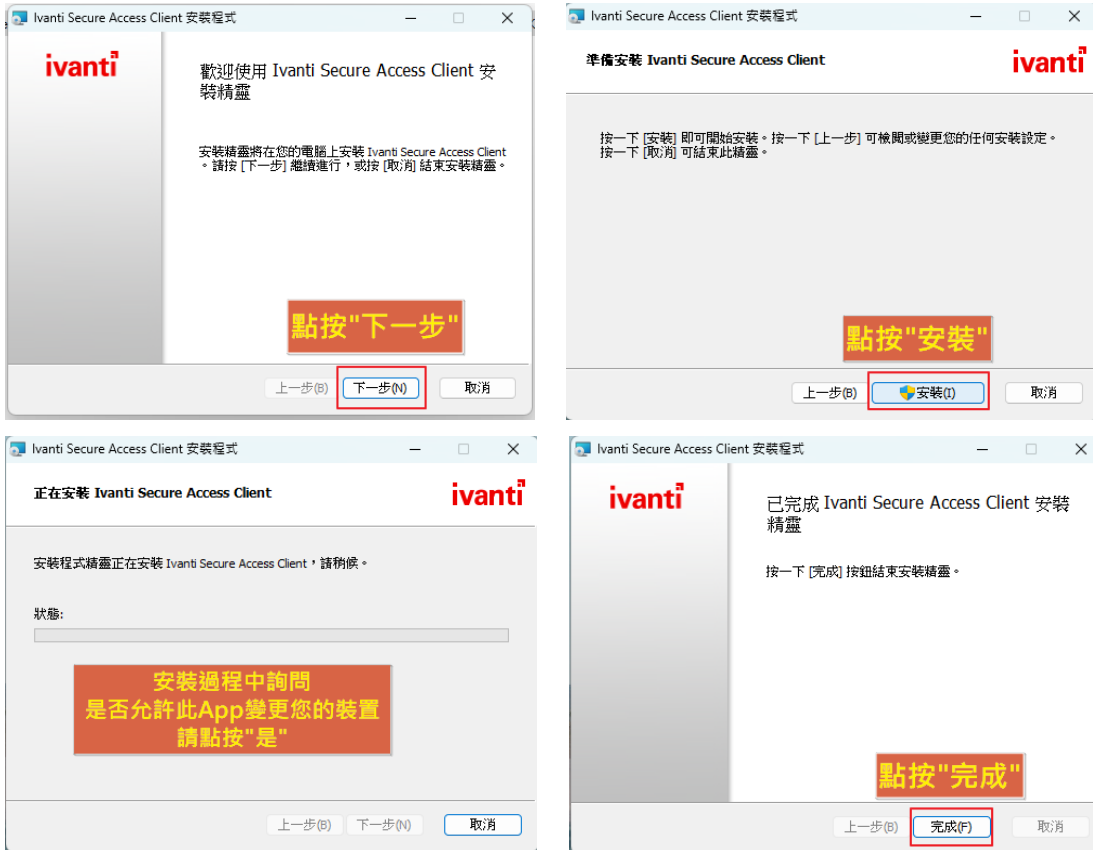 Ivanti Secure Access Client 安裝程式
ivanti
歡迎使用 Ivanti Secure Access Client 安
裝精靈
安裝精靈將在您的電腦上安裝 Ivanti Secure Access Client
。請按 [下一步] 繼續進行，或按 [取消] 結束安裝精靈。
點按"下一步"
上一步(B)
下一步(N)
取消
Ivanti Secure Access Client 安裝程式
準備安裝 Ivanti Secure Access Client
ivanti
按一下 [安裝] 即可開始安裝。按一下 [上一步] 可檢閱或變更您的任何安裝設定。
按一下 [取消] 可結束此精靈。
點按"安裝"
上一步(B)
安裝(I)
取消
Ivanti Secure Access Client 安裝程式
正在安裝 Ivanti Secure Access Client
ivanti
安裝程式精靈正在安裝 Ivanti Secure Access Client，請稍候。
狀態:
安裝過程中詢問
是否允許此App變更您的裝置
請點按"是"
上一步(B)
下一步(N)
取消
Ivanti Secure Access Client 安裝程式
ivanti
已完成 Ivanti Secure Access Client 安裝
精靈
按一下 [完成] 按鈕結束安裝精靈。
點按"完成"
上一步(B)
完成(F)
取消